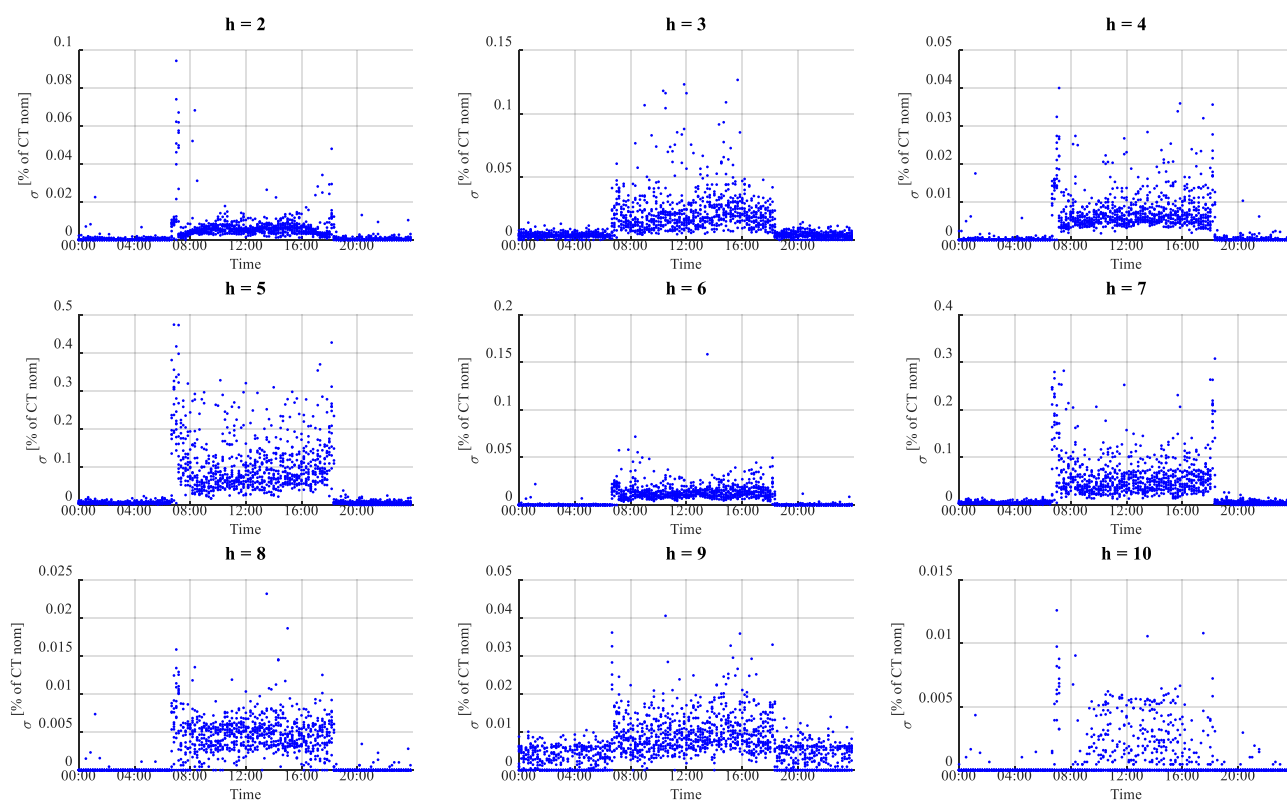 h = 2
0.1
0.08
0.06
0.04
0.02
0
σ [% of CT nom]
00:00 04:00 08:00 12:00 16:00 20:00
Time
h = 3
0.15
0.1
0.05
0
σ [% of CT nom]
00:00 04:00 08:00 12:00 16:00 20:00
Time
h = 4
0.05
0.04
0.03
0.02
0.01
0
σ [% of CT nom]
00:00 04:00 08:00 12:00 16:00 20:00
Time
h = 5
0.5
0.4
0.3
0.2
0.1
0
σ [% of CT nom]
00:00 04:00 08:00 12:00 16:00 20:00
Time
h = 6
0.2
0.15
0.1
0.05
0
σ [% of CT nom]
00:00 04:00 08:00 12:00 16:00 20:00
Time
h = 7
0.4
0.3
0.2
0.1
0
σ [% of CT nom]
00:00 04:00 08:00 12:00 16:00 20:00
Time
h = 8
0.025
0.02
0.015
0.01
0.005
0
σ [% of CT nom]
00:00 04:00 08:00 12:00 16:00 20:00
Time
h = 9
0.05
0.04
0.03
0.02
0.01
0
σ [% of CT nom]
00:00 04:00 08:00 12:00 16:00 20:00
Time
h = 10
0.015
0.01
0.005
0
σ [% of CT nom]
00:00 04:00 08:00 12:00 16:00 20:00
Time